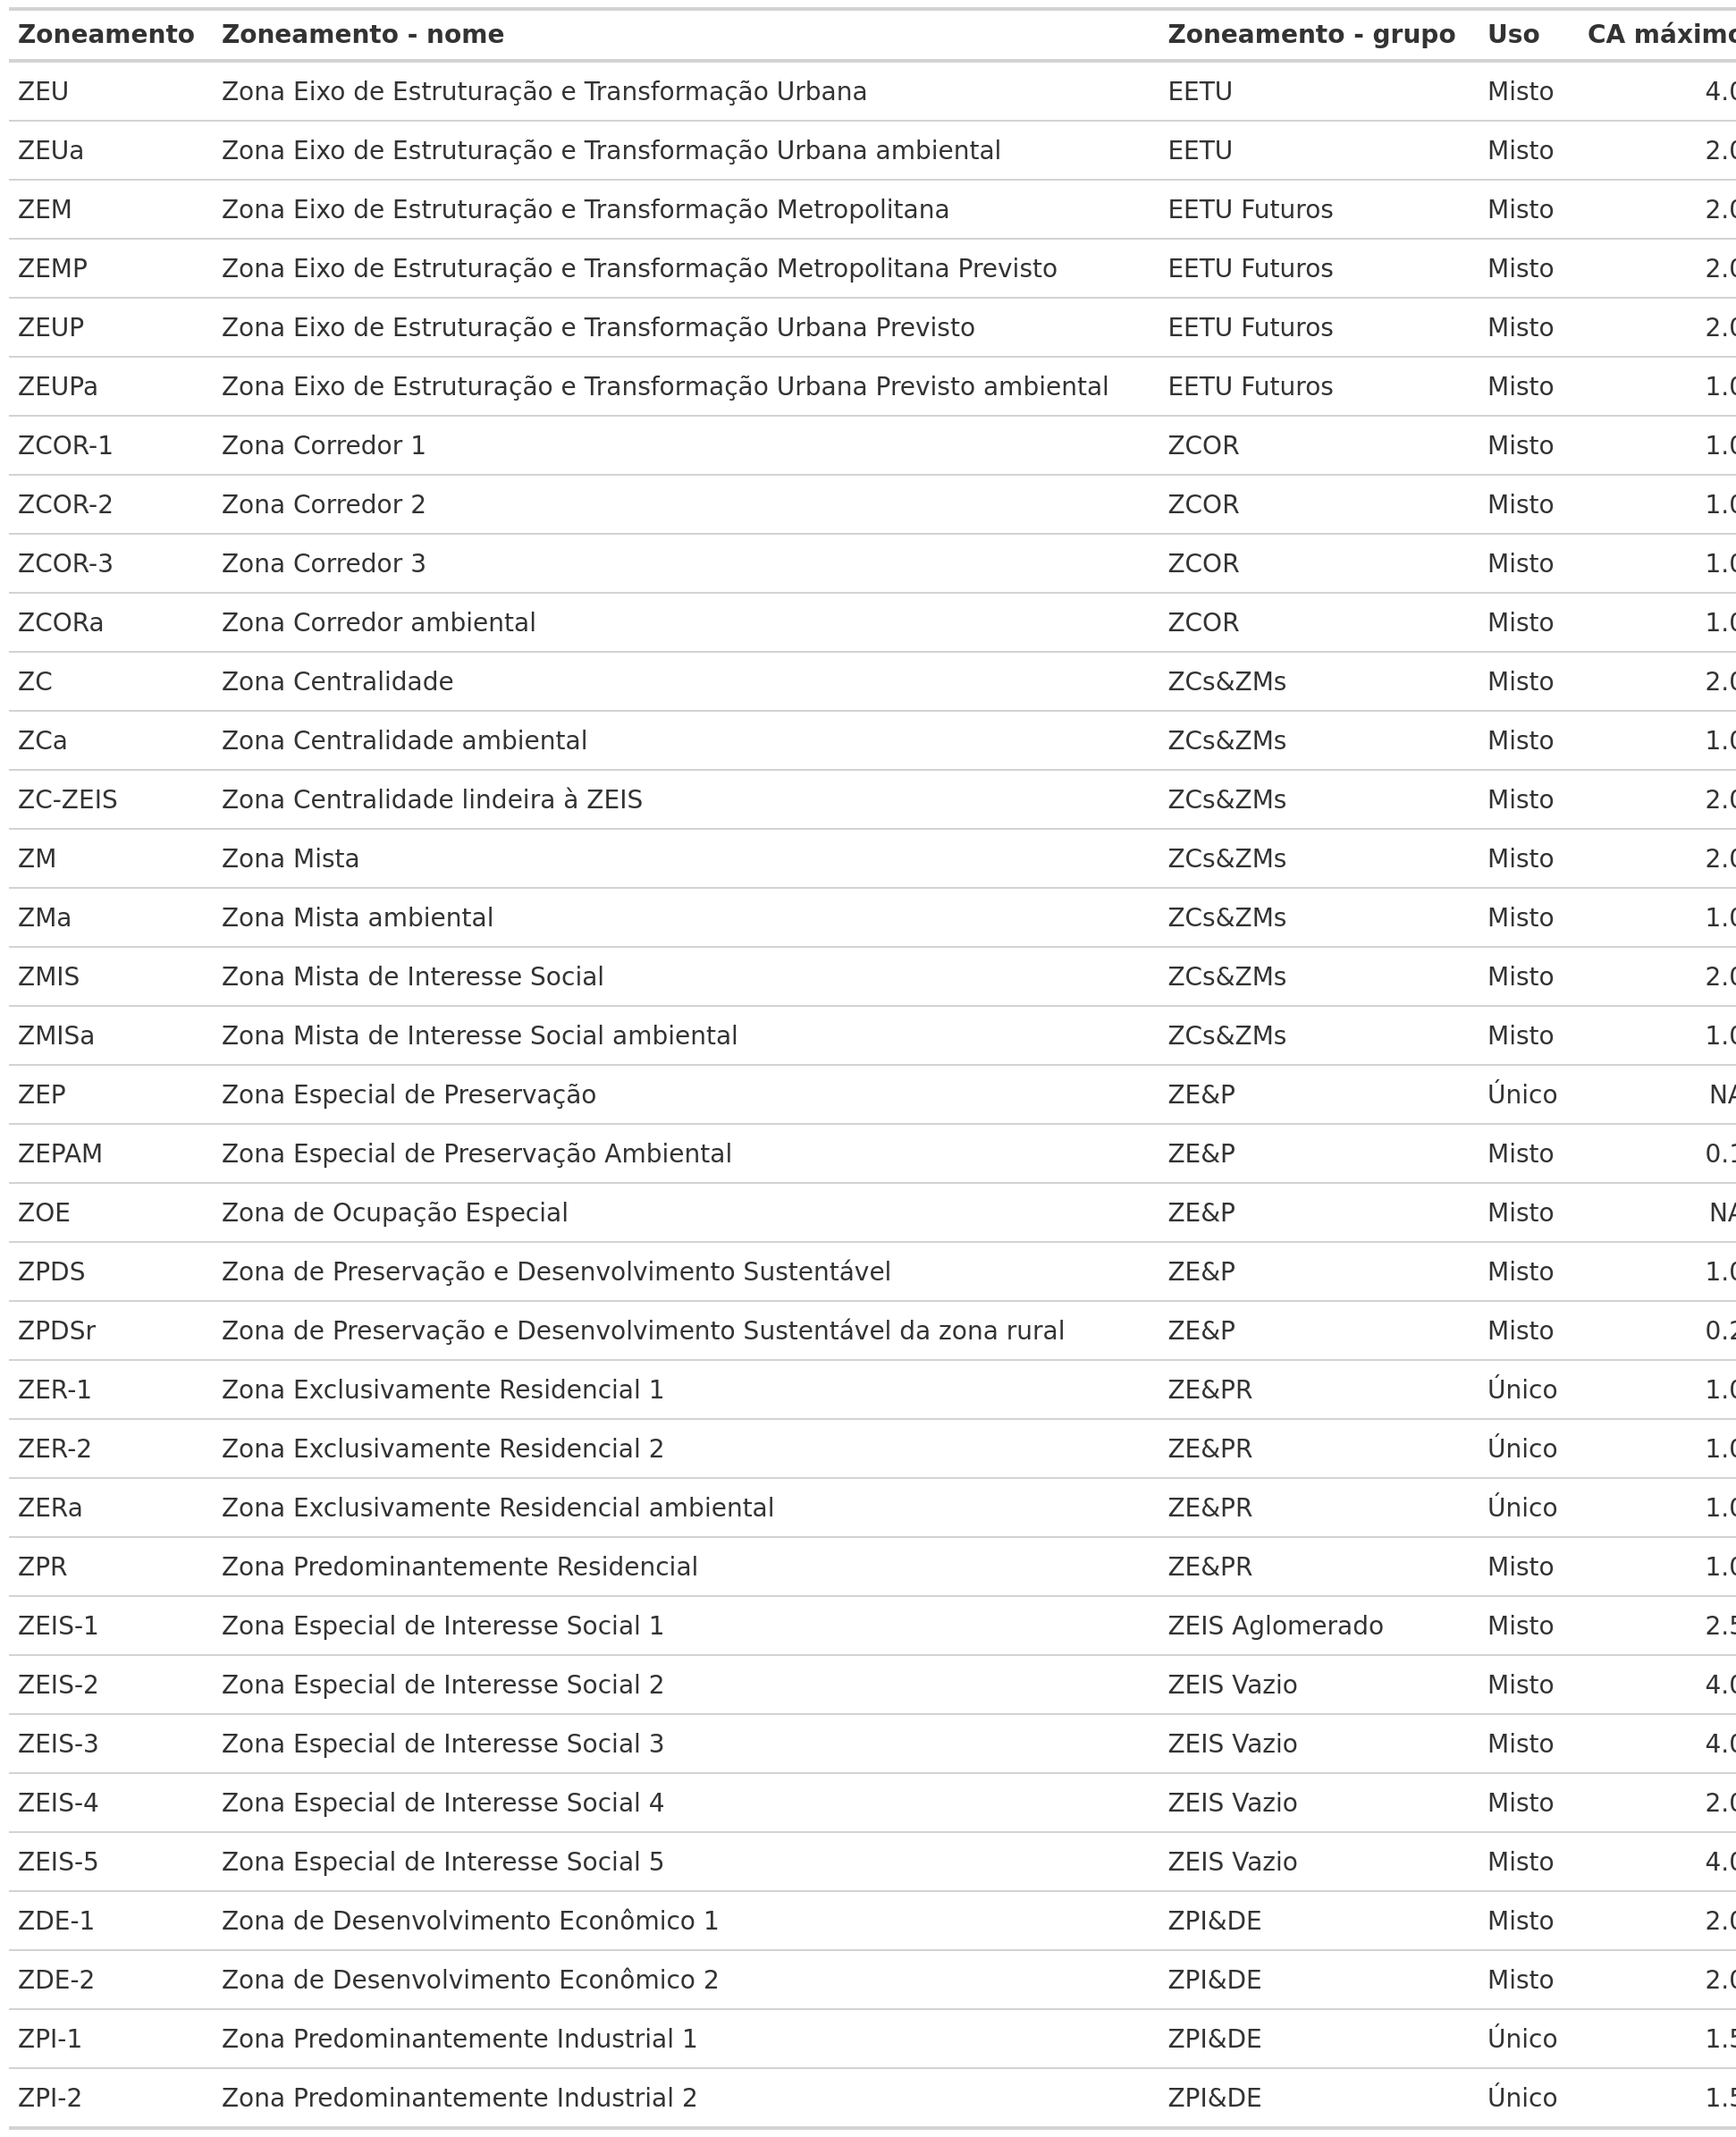 Zoneamento Zoneamento - nome Zoneamento - grupo Uso CA máximo
ZEU Zona Eixo de Estruturação e Transformação Urbana EETU Misto 4.0
ZEUa Zona Eixo de Estruturação e Transformação Urbana ambiental EETU Misto 2.0
ZEM Zona Eixo de Estruturação e Transformação Metropolitana EETU Futuros Misto 2.0
ZEMP Zona Eixo de Estruturação e Transformação Metropolitana Previsto EETU Futuros Misto 2.0
ZEUP Zona Eixo de Estruturação e Transformação Urbana Previsto EETU Futuros Misto 2.0
ZEUPa Zona Eixo de Estruturação e Transformação Urbana Previsto ambiental EETU Futuros Misto 1.0
ZCOR-1 Zona Corredor 1 ZCOR Misto 1.0
ZCOR-2 Zona Corredor 2 ZCOR Misto 1.0
ZCOR-3 Zona Corredor 3 ZCOR Misto 1.0
ZCORa Zona Corredor ambiental ZCOR Misto 1.0
ZC Zona Centralidade ZCs&ZMs Misto 2.0
ZCa Zona Centralidade ambiental ZCs&ZMs Misto 1.0
ZC-ZEIS Zona Centralidade lindeira à ZEIS ZCs&ZMs Misto 2.0
ZM Zona Mista ZCs&ZMs Misto 2.0
ZMa Zona Mista ambiental ZCs&ZMs Misto 1.0
ZMIS Zona Mista de Interesse Social ZCs&ZMs Misto 2.0
ZMISa Zona Mista de Interesse Social ambiental ZCs&ZMs Misto 1.0
ZEP Zona Especial de Preservação ZE&P Único NA
ZEPAM Zona Especial de Preservação Ambiental ZE&P Misto 0.1
ZOE Zona de Ocupação Especial ZE&P Misto NA
ZPDS Zona de Preservação e Desenvolvimento Sustentável ZE&P Misto 1.0
ZPDSr Zona de Preservação e Desenvolvimento Sustentável da zona rural ZE&P Misto 0.2
ZER-1 Zona Exclusivamente Residencial 1 ZE&PR Único 1.0
ZER-2 Zona Exclusivamente Residencial 2 ZE&PR Único 1.0
ZERa Zona Exclusivamente Residencial ambiental ZE&PR Único 1.0
ZPR Zona Predominantemente Residencial ZE&PR Misto 1.0
ZEIS-1 Zona Especial de Interesse Social 1 ZEIS Aglomerado Misto 2.5
ZEIS-2 Zona Especial de Interesse Social 2 ZEIS Vazio Misto 4.0
ZEIS-3 Zona Especial de Interesse Social 3 ZEIS Vazio Misto 4.0
ZEIS-4 Zona Especial de Interesse Social 4 ZEIS Vazio Misto 2.0
ZEIS-5 Zona Especial de Interesse Social 5 ZEIS Vazio Misto 4.0
ZDE-1 Zona de Desenvolvimento Econômico 1 ZPI&DE Misto 2.0
ZDE-2 Zona de Desenvolvimento Econômico 2 ZPI&DE Misto 2.0
ZPI-1 Zona Predominantemente Industrial 1 ZPI&DE Único 1.5
ZPI-2 Zona Predominantemente Industrial 2 ZPI&DE Único 1.5